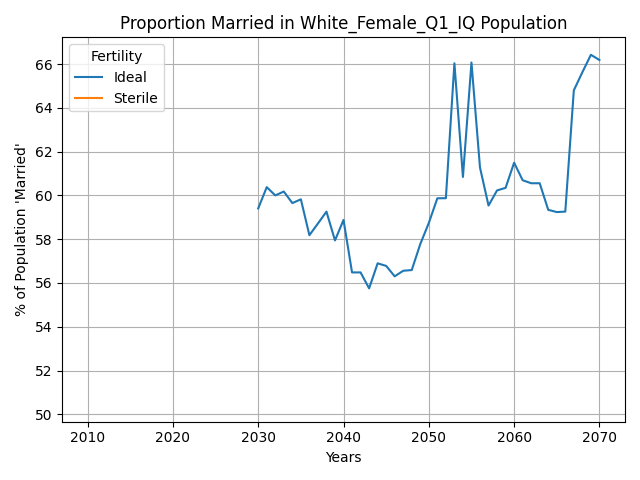 Proportion Married in White_Female_Q1_IQ Population
Fertility
Ideal
Sterile
% of Population 'Married'
66
64
62
60
58
56
54
52
50
2010 2020 2030 2040 2050 2060 2070
Years